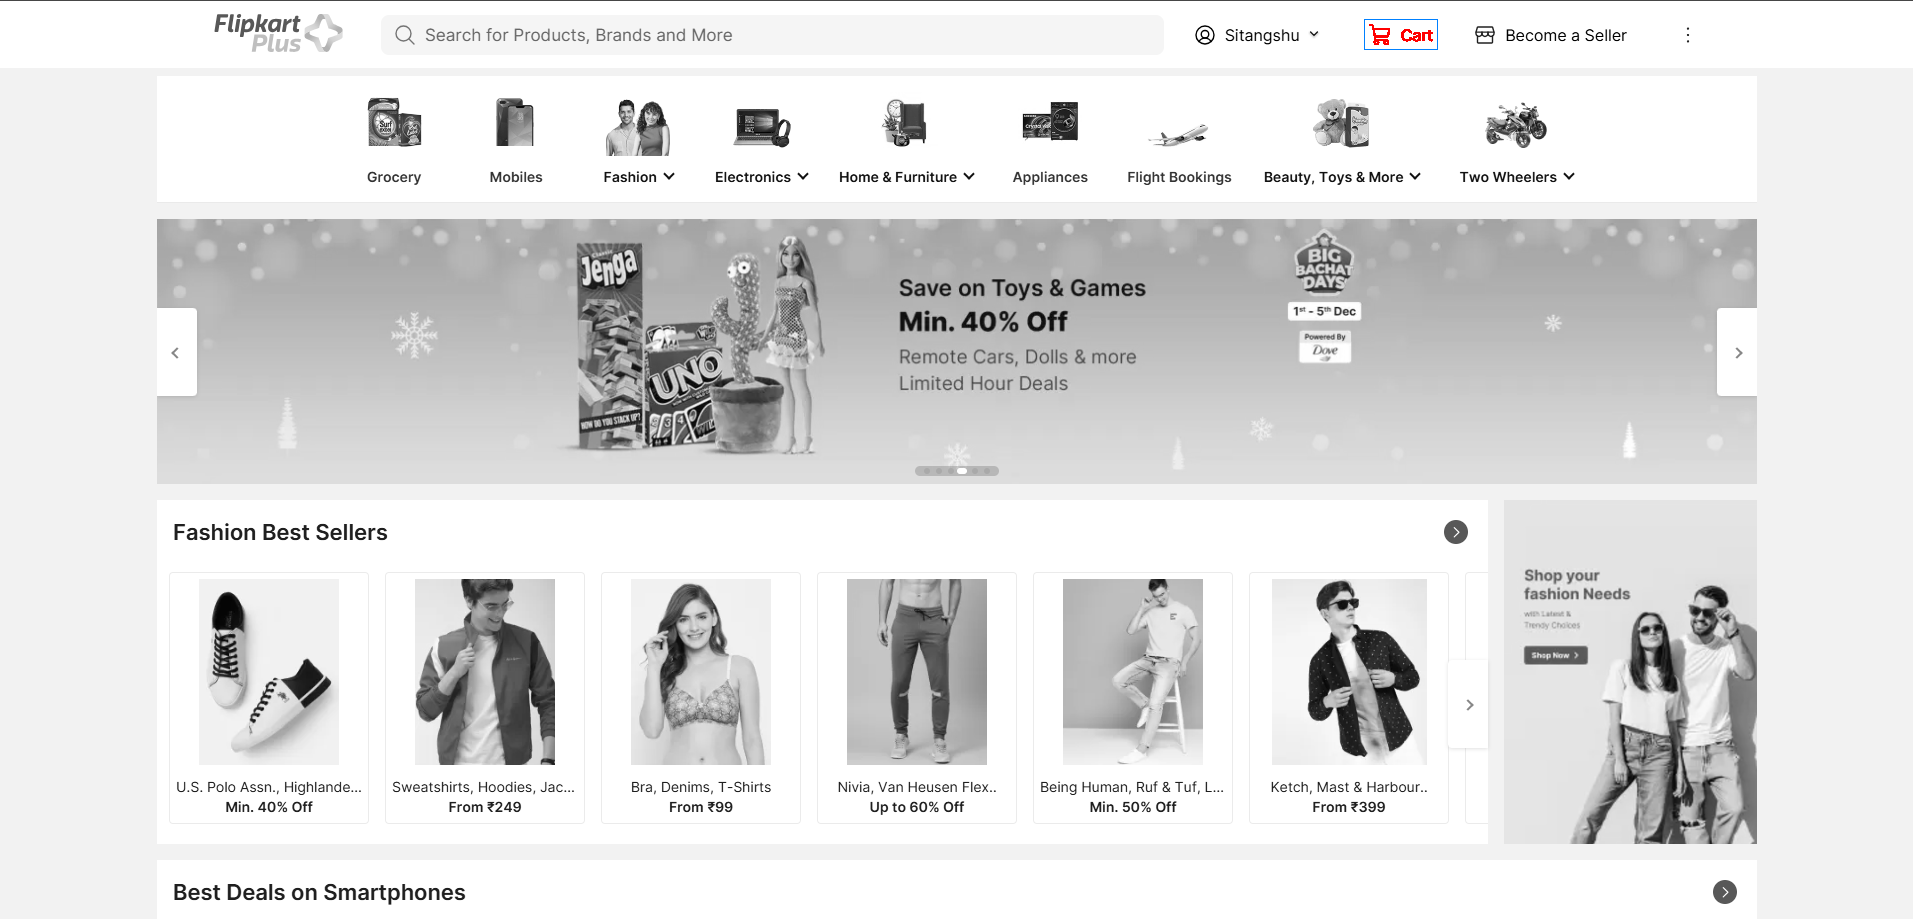 Flipkart
Plus
Search for Products, Brands and More
Sitangshu
Cart
Become a Seller
Grocery
Mobiles
Fashion
Electronics
Home & Furniture
Appliances
Flight Bookings
Beauty, Toys & More
Two Wheelers
Jenga
UNO
HOW DO YOU STACK UP?
Save on Toys & Games
Min. 40% Off
Remote Cars, Dolls & more
Limited Hour Deals
BIG
BACHAT
DAYS
1st - 5th Dec
Powered By
Dove
Fashion Best Sellers
U.S. Polo Assn., Highlande...
Min. 40% Off
Sweatshirts, Hoodies, Jac...
From ₹249
Bra, Denims, T-Shirts
From ₹99
Nivia, Van Heusen Flex..
Up to 60% Off
Being Human, Ruf & Tuf, L...
Min. 50% Off
Ketch, Mast & Harbour..
From ₹399
Shop your
fashion Needs
with Latest &
Trendy Choices
Shop Now
Best Deals on Smartphones